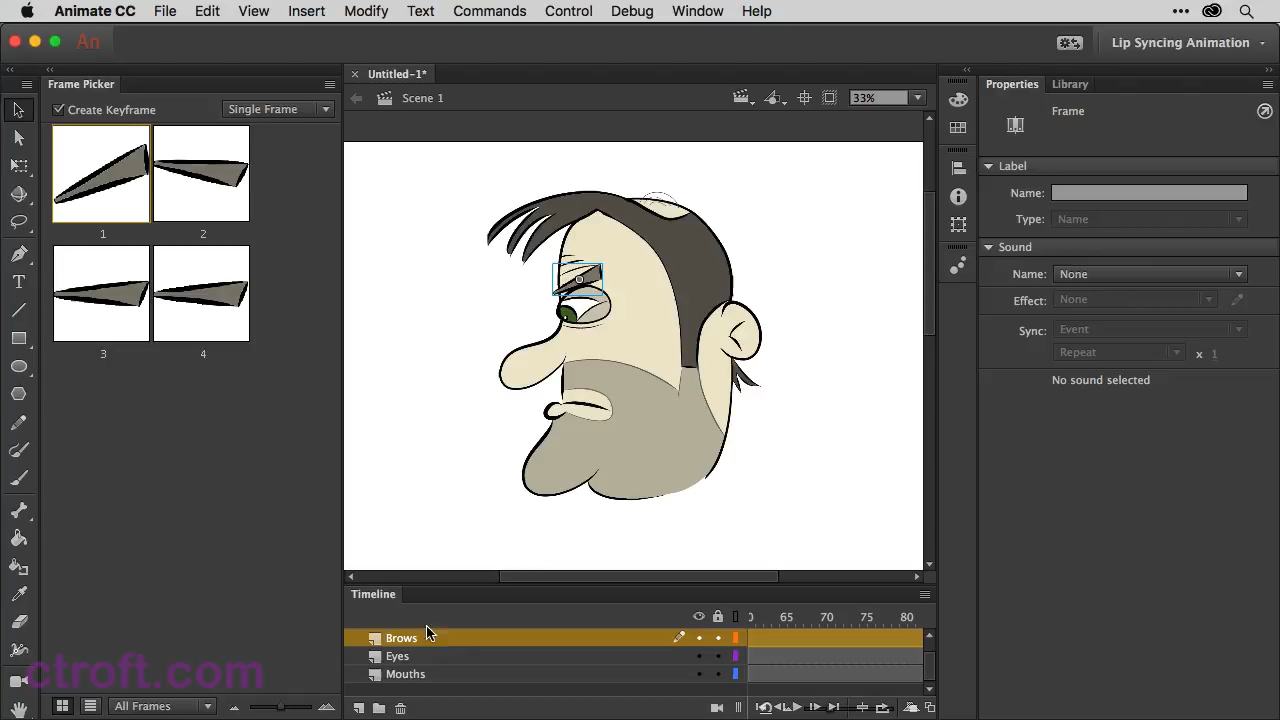 Animate CC File Edit View Insert Modify Text Commands Control Debug Window Help
An Lip Syncing Animation
Frame Picker Untitled-1* Properties Library
Create Keyframe Single Frame Scene 1 33% Frame
Label
Name:
Type: Name
1 2
Sound
Name: None
Effect: None
Sync: Event
Repeat x 1
3 4
No sound selected
Timeline
65 70 75 80
Brows
Eyes
Mouths
ctroft.com
All Frames